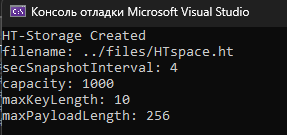 Консоль отладки Microsoft Visual Studio
HT-Storage Created
filename: ../files/HTspace.ht
secSnapshotInterval: 4
capacity: 1000
maxKeyLength: 10
maxPayloadLength: 256